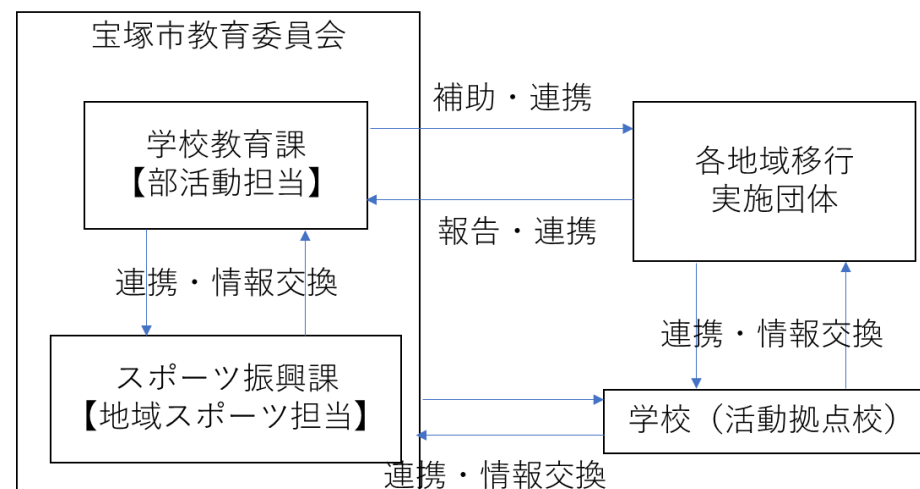 宝塚市教育委員会
補助・連携
学校教育課
【部活動担当】
各地域移行
実施団体
報告・連携
連携・情報交換
連携・情報交換
スポーツ振興課
【地域スポーツ担当】
学校（活動拠点校）
連携・情報交換